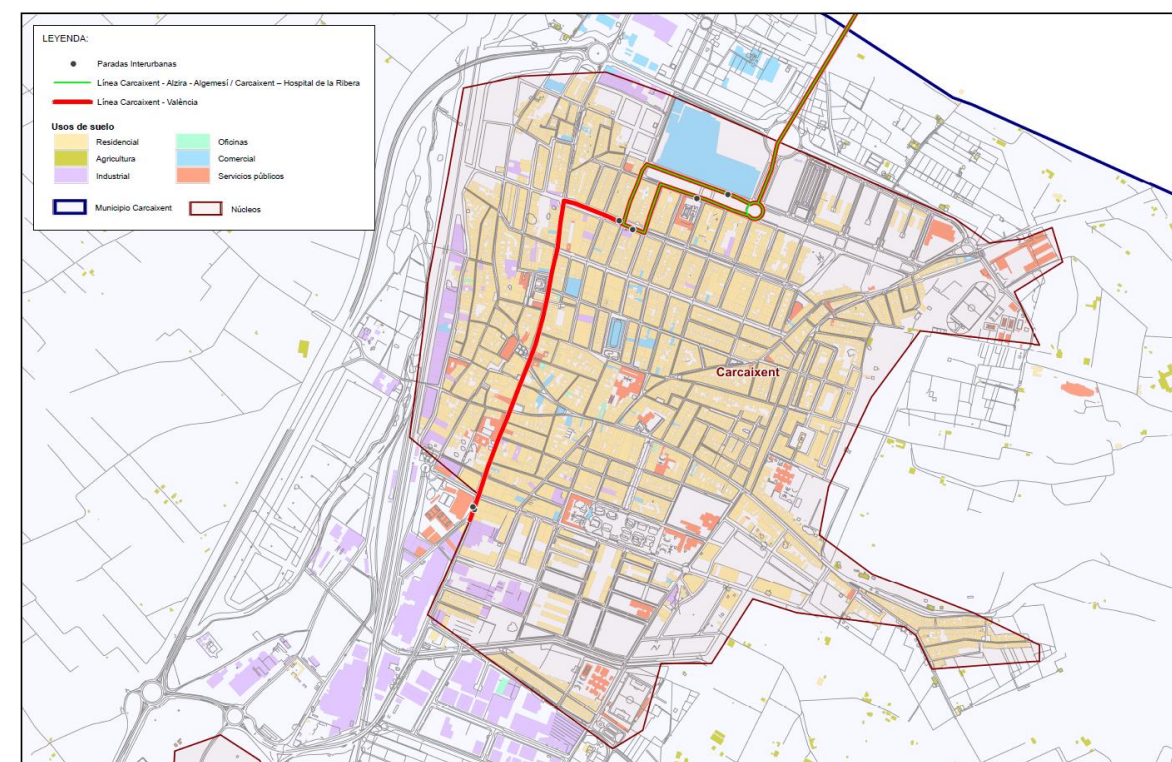 LEYENDA:
Paradas Interurbanas
Línea Carcaixent - Alzira - Algemesí / Carcaixent – Hospital de la Ribera
Línea Carcaixent - València
Usos de suelo
Residencial
Oficinas
Agricultura
Comercial
Industrial
Servicios públicos
Municipio Carcaixent
Núcleos
Carcaixent